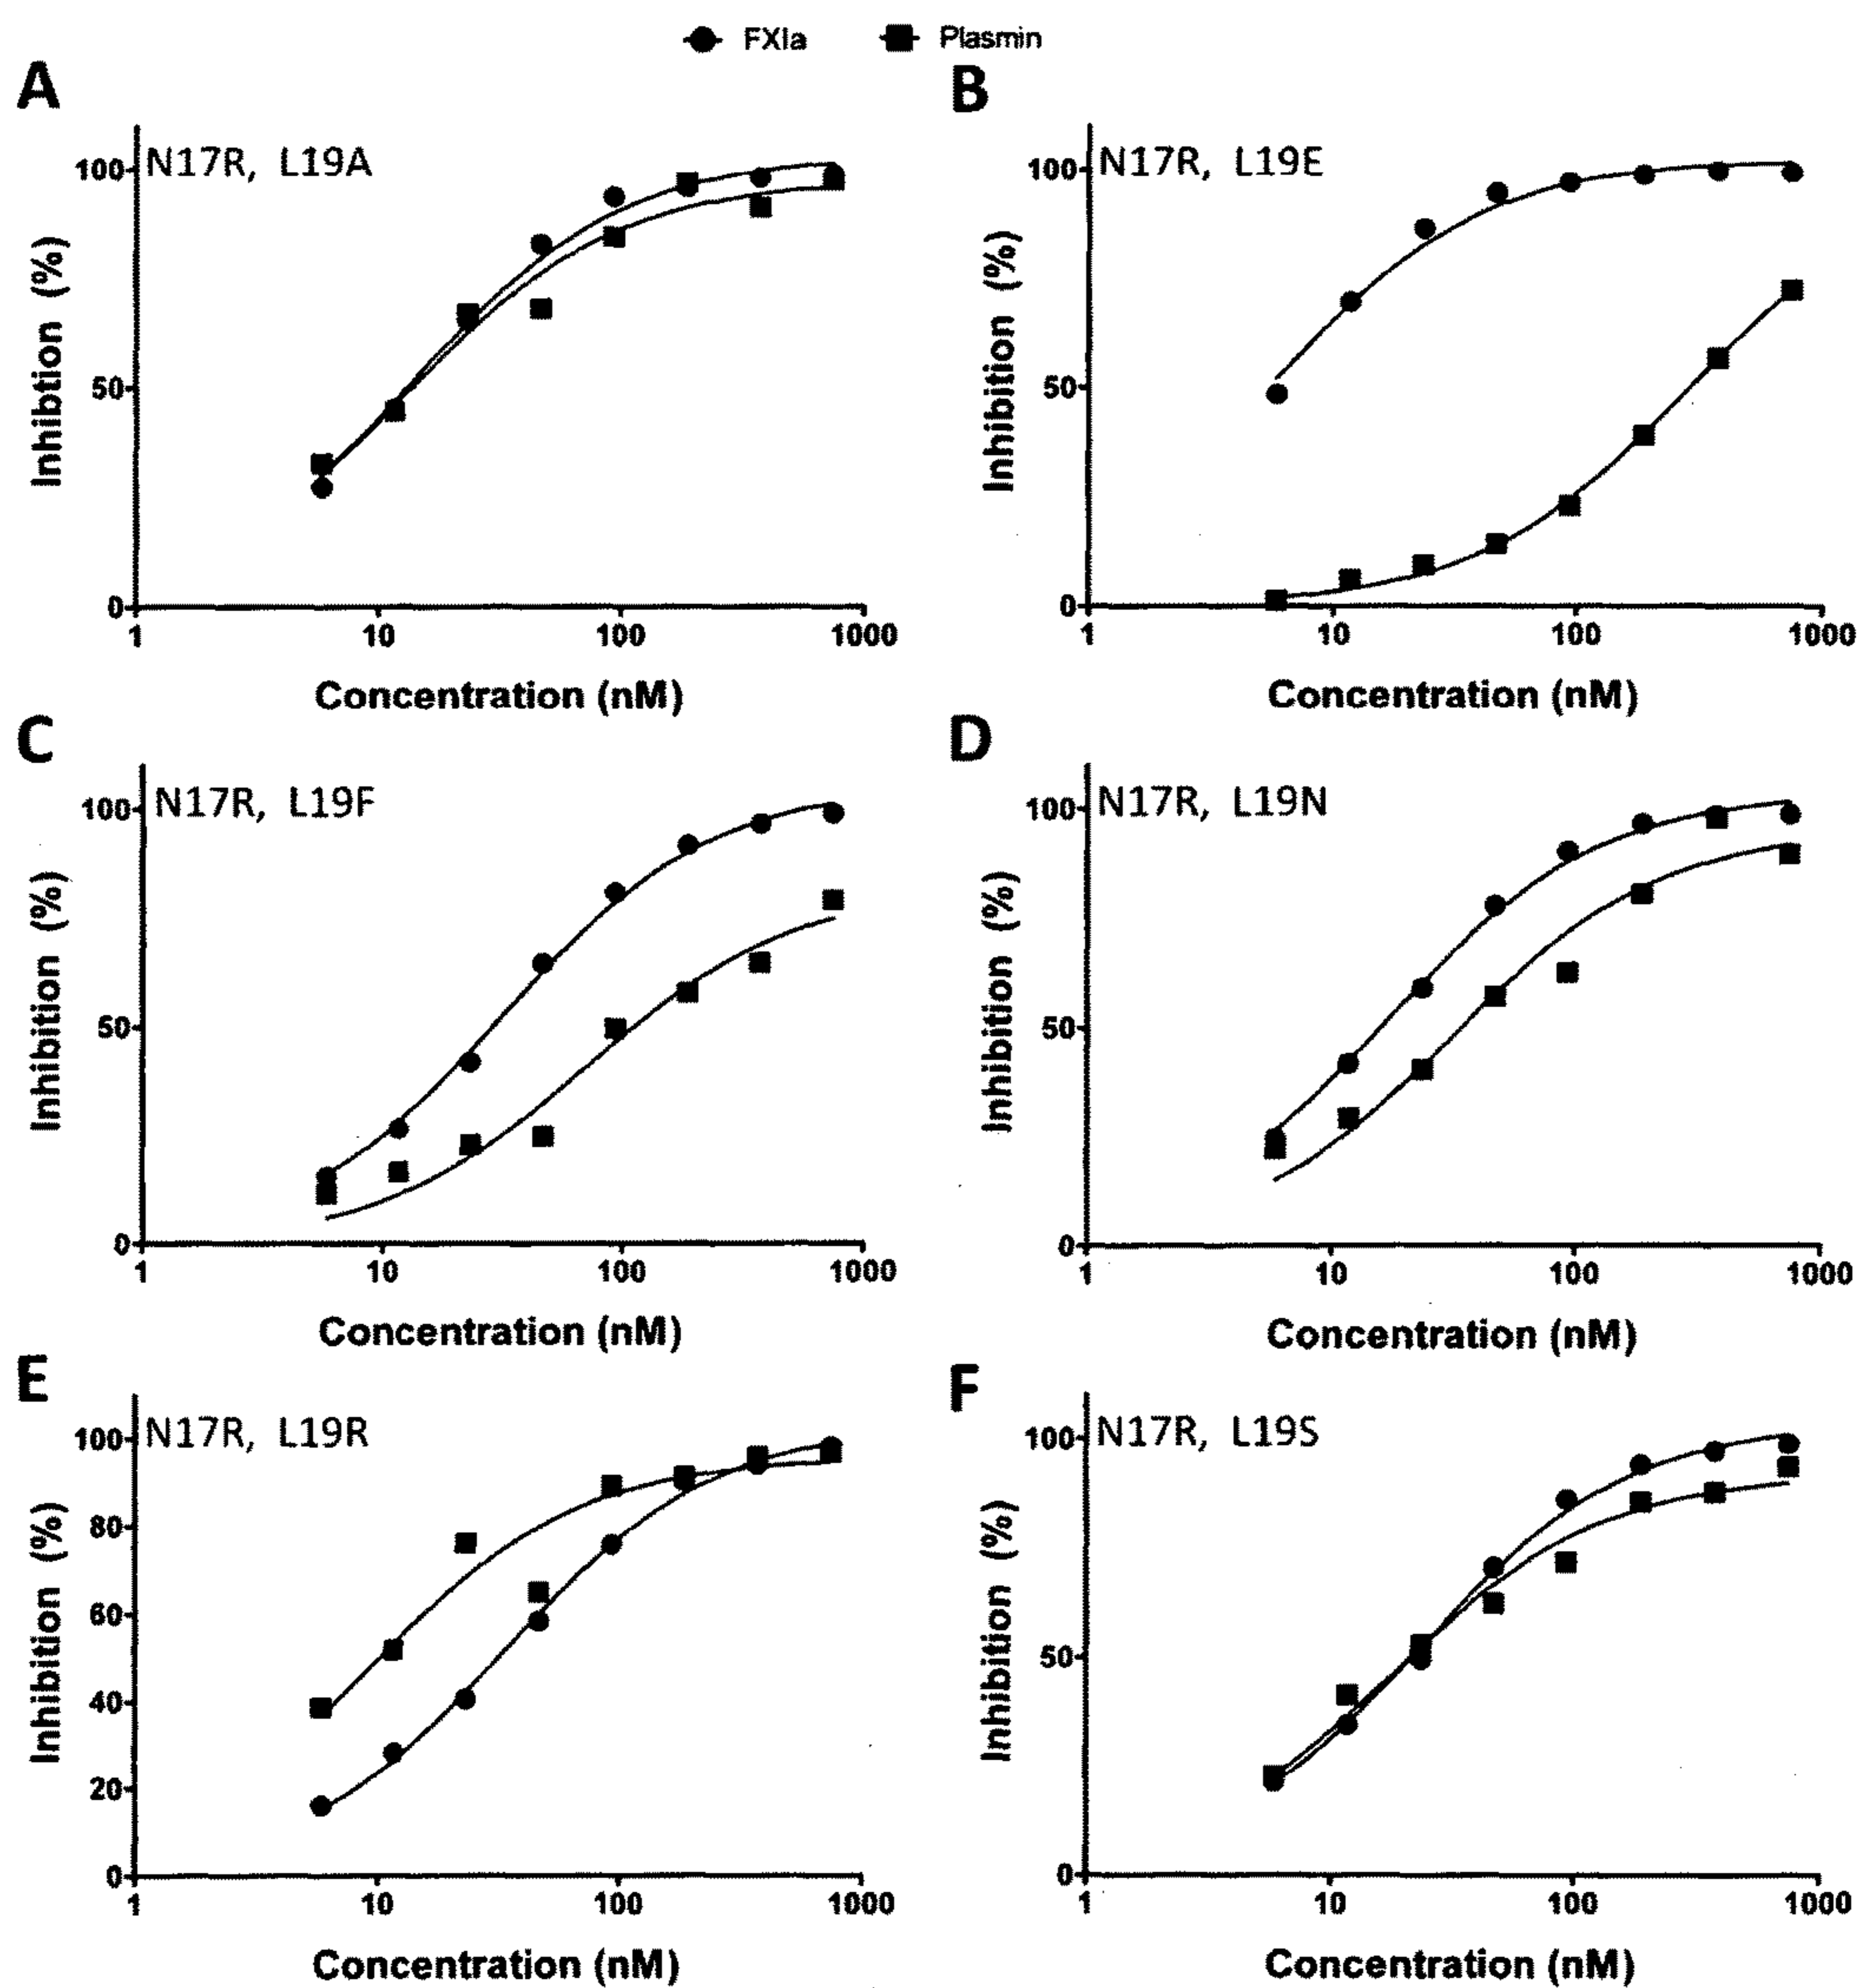 FXIa Plasmin
A B
N17R, L19A
100
50
0
1 10 100 1000
Inhibtion (%)
Concentration (nM)
N17R, L19E
100
50
0
1 10 100 1000
Inhibition (%)
Concentration (nM)
C D
N17R, L19F
100
50
0
1 10 100 1000
Inhibition (%)
Concentration (nM)
N17R, L19N
100
50
0
1 10 100 1000
Inhibition (%)
Concentration (nM)
E F
N17R, L19R
100
80
60
40
20
0
1 10 100 1000
Inhibition (%)
Concentration (nM)
N17R, L19S
100
50
0
1 10 100 1000
Inhibition (%)
Concentration (nM)